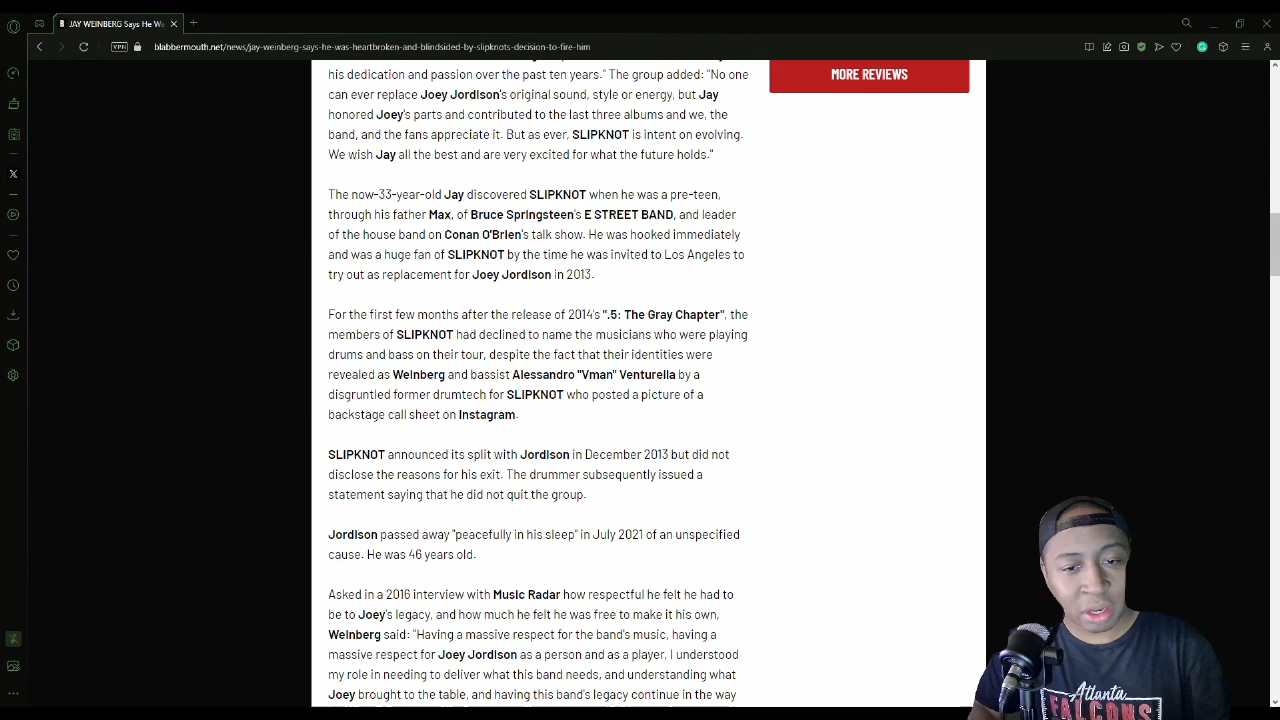 JAY WEINBERG Says He Wa
blabbermouth.net/news/jay-weinberg-says-he-was-heartbroken-and-blindsided-by-slipknots-decision-to-fire-him
VPN
MORE REVIEWS
his dedication and passion over the past ten years." The group added: "No one
can ever replace Joey Jordison's original sound, style or energy, but Jay
honored Joey's parts and contributed to the last three albums and we, the
band, and the fans appreciate it. But as ever, SLIPKNOT is intent on evolving.
We wish Jay all the best and are very excited for what the future holds."
The now-33-year-old Jay discovered SLIPKNOT when he was a pre-teen,
through his father Max, of Bruce Springsteen's E STREET BAND, and leader
of the house band on Conan O'Brien's talk show. He was hooked immediately
and was a huge fan of SLIPKNOT by the time he was invited to Los Angeles to
try out as replacement for Joey Jordison in 2013.
For the first few months after the release of 2014's ".5: The Gray Chapter", the
members of SLIPKNOT had declined to name the musicians who were playing
drums and bass on their tour, despite the fact that their identities were
revealed as Weinberg and bassist Alessandro "Vman" Venturella by a
disgruntled former drumtech for SLIPKNOT who posted a picture of a
backstage call sheet on Instagram.
SLIPKNOT announced its split with Jordison in December 2013 but did not
disclose the reasons for his exit. The drummer subsequently issued a
statement saying that he did not quit the group.
Jordison passed away "peacefully in his sleep" in July 2021 of an unspecified
cause. He was 46 years old.
Asked in a 2016 interview with Music Radar how respectful he felt he had to
be to Joey's legacy, and how much he felt he was free to make it his own,
Weinberg said: "Having a massive respect for the band's music, having a
massive respect for Joey Jordison as a person and as a player, I understood
my role in needing to deliver what this band needs, and understanding what
Joey brought to the table, and having this band's legacy continue in the way
Atlanta
FALCONS